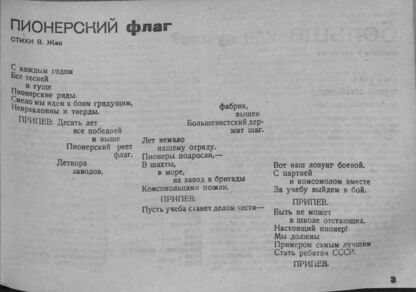 ПИОНЕРСКИЙ флаг
СТИХИ В. Жак
С каждым годом
Все тесней
и гуще
Пионерские ряды.
Смело мы идем к боям грядущим,
Непреклонны и тверды.
ПРИПЕВ: Десять лет
все победней
и выше
Пионерский реет
флаг.
Детвора
заводов,
фабрик,
вышек
Большевистский дер-
жит шаг.
Лет немало
нашему отряду.
Пионеры подросли,—
В шахты,
в море,
на завод в бригады
Комсомольцами пошли.
ПРИПЕВ.
Пусть учеба станет делом чести—
Вот наш ловунг боевой.
С партией
и комсомолом вместе
За учебу выйдем в бой.
ПРИПЕВ.
Быть не может
в школе отстающих.
Настоящий пионер!
Мы должны
Примером самым лучшим
Стать ребятам СССР.
ПРИПЕВ.
3